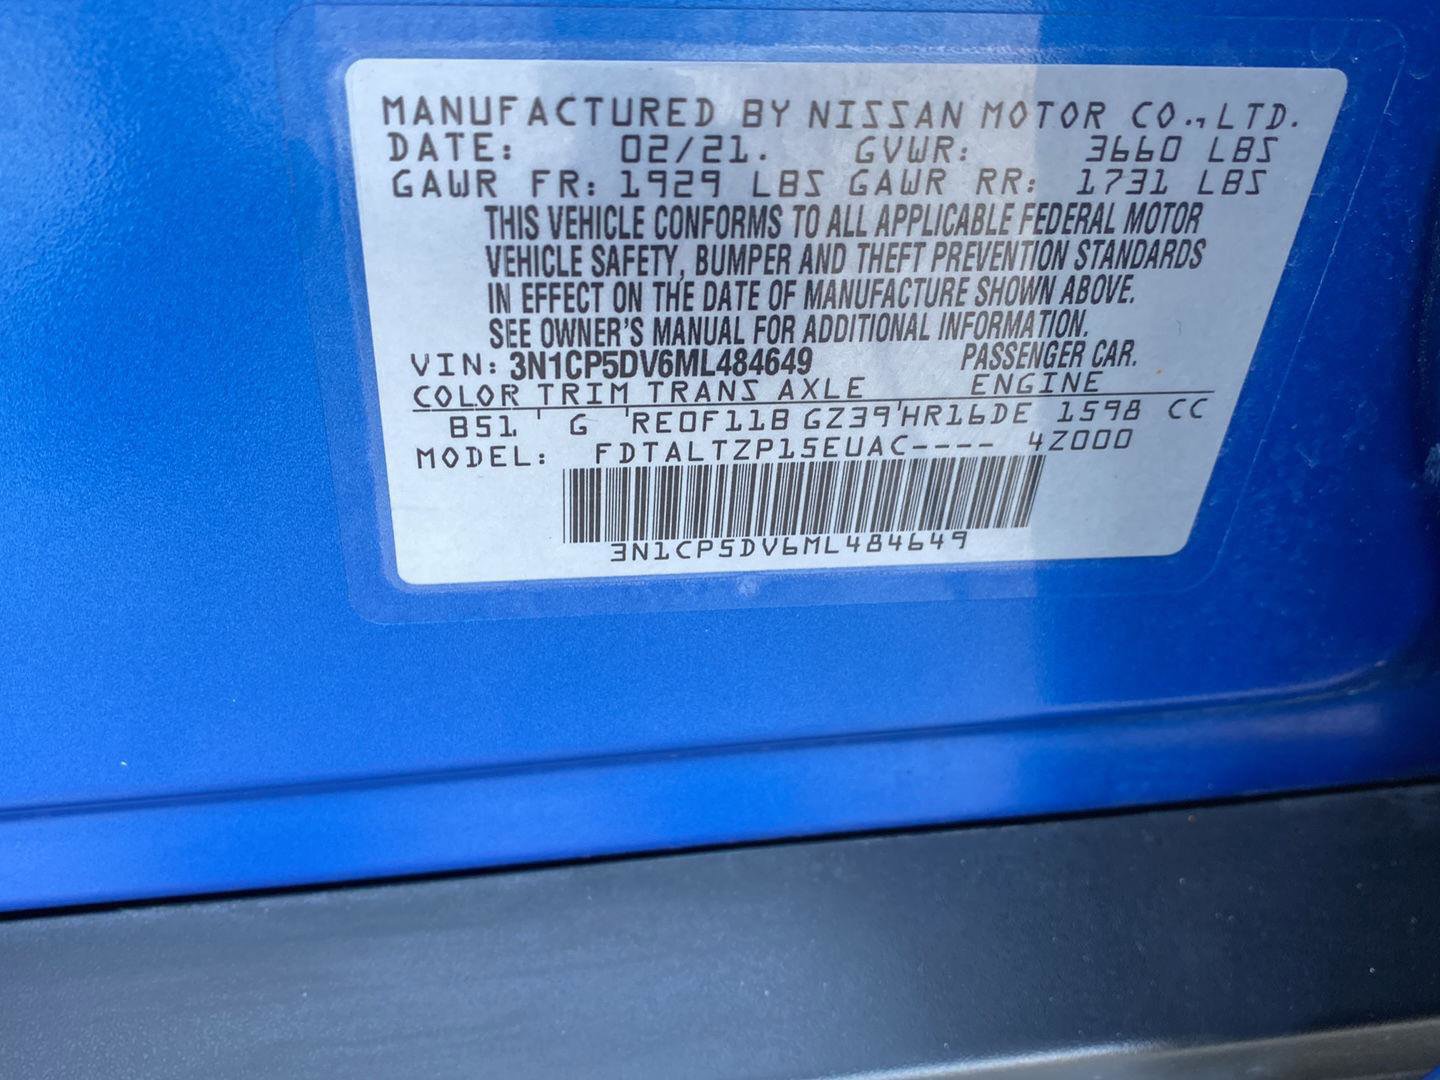 MANUFACTURED BY NISSAN MOTOR CO., LTD.
DATE: 02/21. GVWR: 3660 LBS
GAWR FR: 1929 LBS GAWR RR: 1731 LBS
THIS VEHICLE CONFORMS TO ALL APPLICABLE FEDERAL MOTOR
VEHICLE SAFETY, BUMPER AND THEFT PREVENTION STANDARDS
IN EFFECT ON THE DATE OF MANUFACTURE SHOWN ABOVE.
SEE OWNER'S MANUAL FOR ADDITIONAL INFORMATION.
VIN: 3N1CP5DV6ML484649 PASSENGER CAR.
COLOR TRIM TRANS AXLE ENGINE
B51 ' G 'RE0F11B GZ39'HR16DE 1598 CC
MODEL: FDTALTZP15EUAC---- 4Z000
3N1CP5DV6ML484649